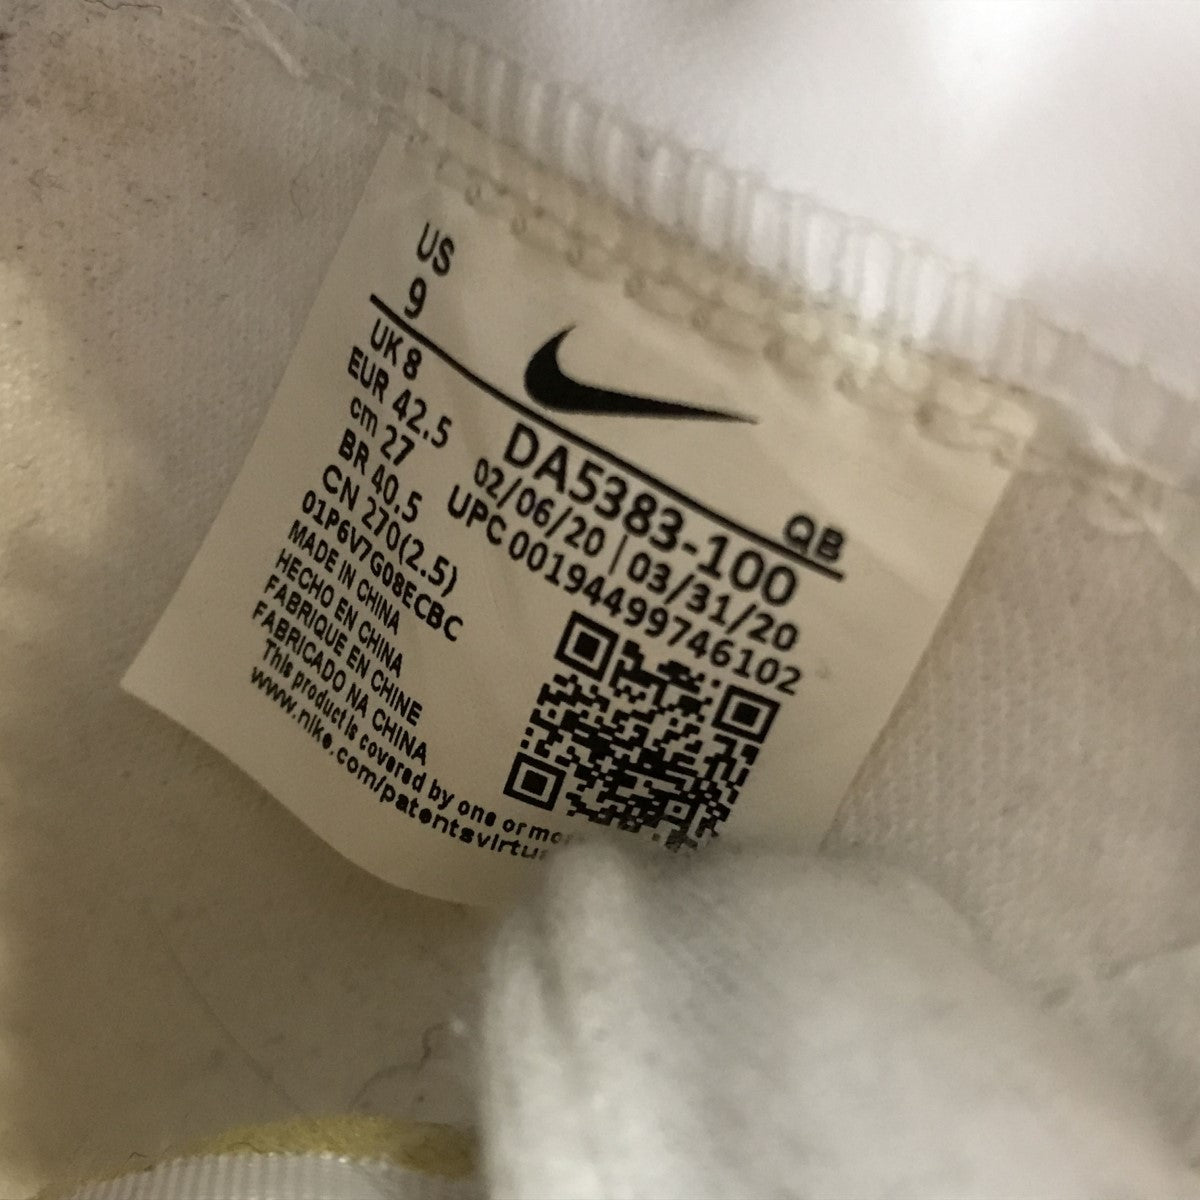 US
9
UK 8
EUR 42.5
cm 27
BR 40.5
CN 270(2.5)
01P6V7G08ECBC
MADE IN CHINA
HECHO EN CHINA
FABRIQUE EN CHINE
FABRICADO NA CHINA
This product is covered by one or mor
www.nike.com/patentsvirtua
QB
DA5383-100
02/06/20 | 03/31/20
UPC 00194499746102